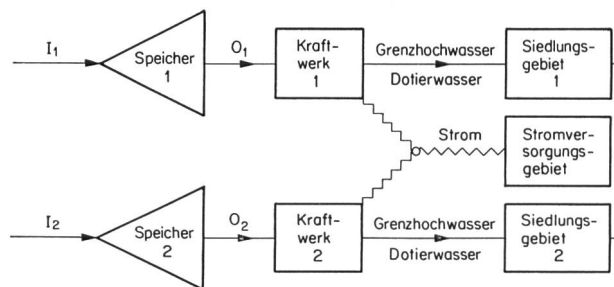 I1
Speicher
1
O1
Kraft-
werk
1
Grenzhochwasser
Dotierwasser
Siedlungs-
gebiet
1
Strom
Stromver-
sorgungs-
gebiet
I2
Speicher
2
O2
Kraft-
werk
2
Grenzhochwasser
Dotierwasser
Siedlungs-
gebiet
2